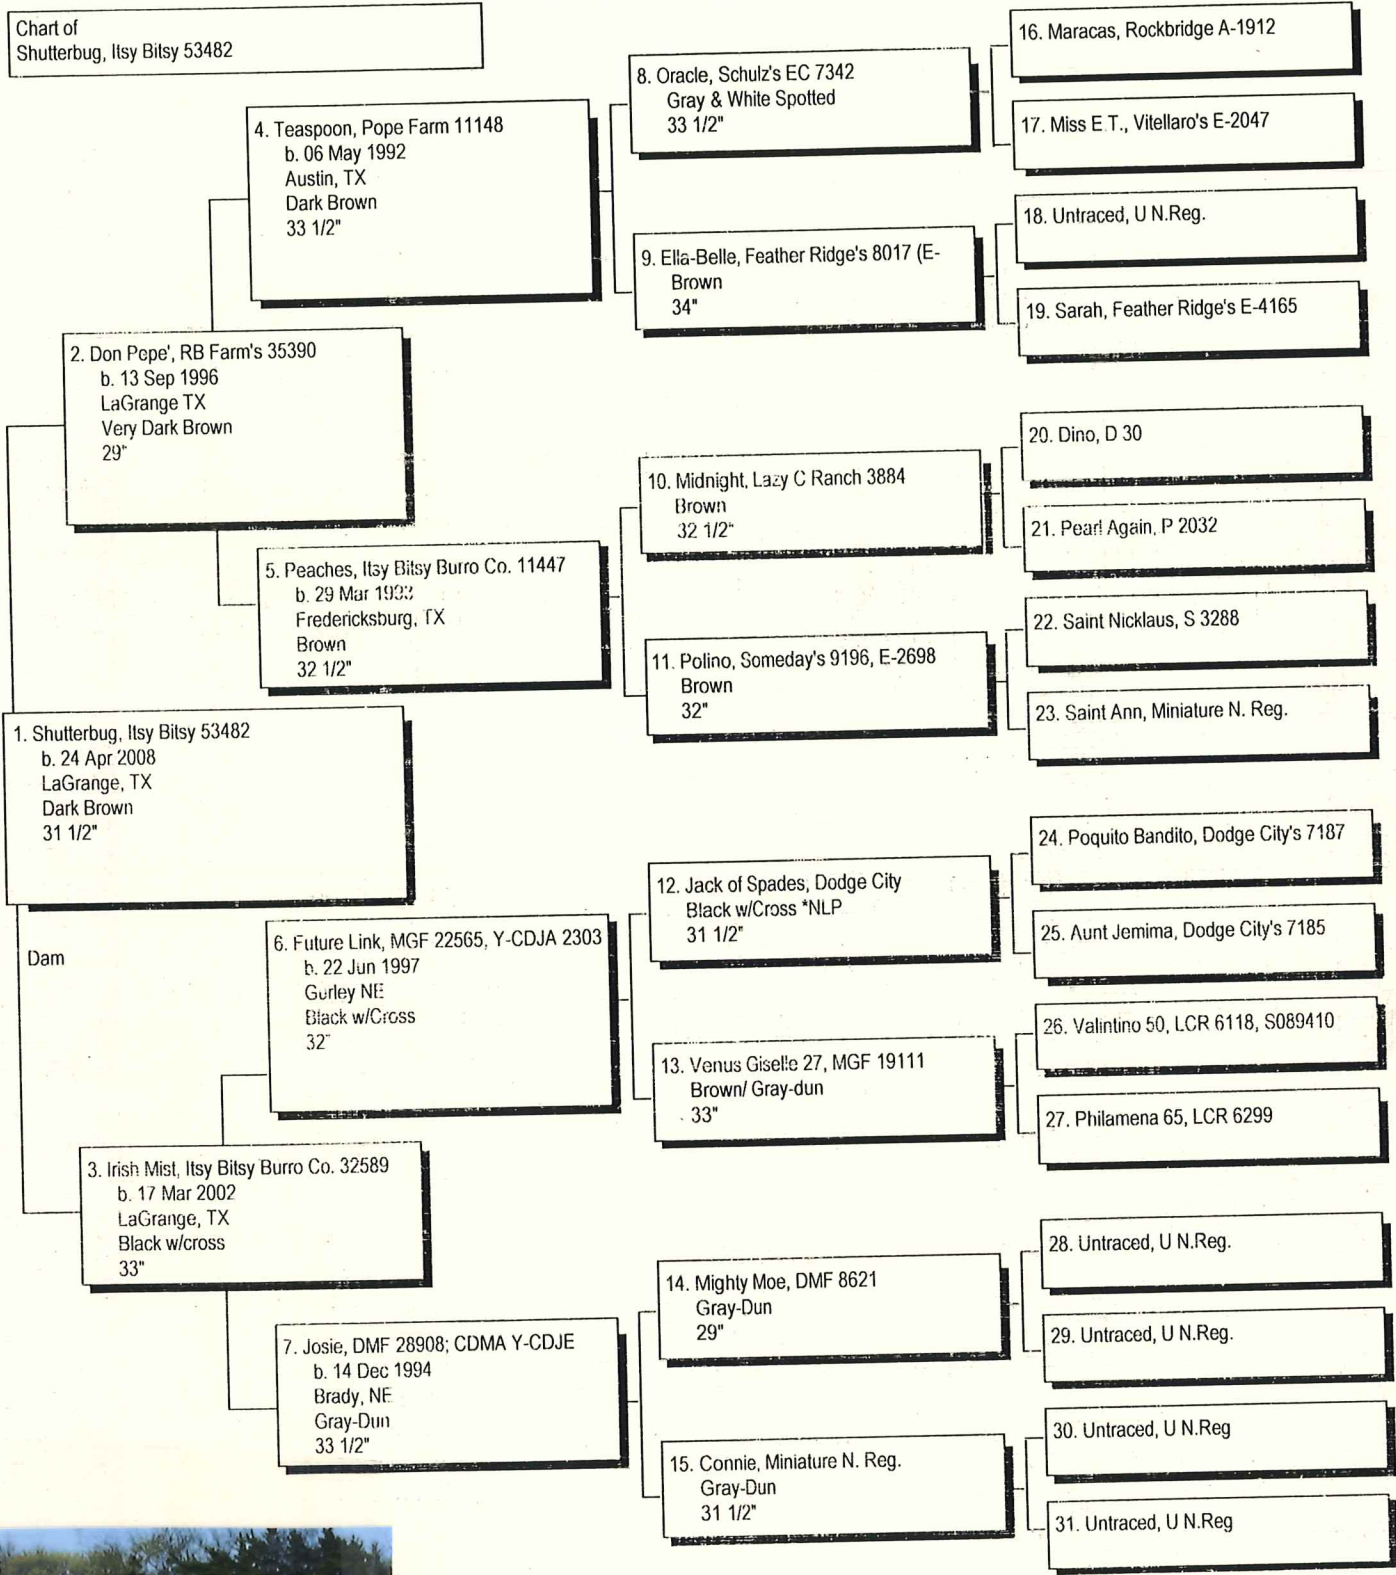 Chart of
Shutterbug, Itsy Bitsy 53482
16. Maracas, Rockbridge A-1912
8. Oracle, Schulz's EC 7342
Gray & White Spotted
33 1/2"
17. Miss E.T., Vitellaro's E-2047
4. Teaspoon, Pope Farm 11148
b. 06 May 1992
Austin, TX
Dark Brown
33 1/2"
18. Untraced, U N.Reg.
9. Ella-Belle, Feather Ridge's 8017 (E-
Brown
34"
19. Sarah, Feather Ridge's E-4165
2. Don Pepe', RB Farm's 35390
b. 13 Sep 1996
LaGrange TX
Very Dark Brown
29"
20. Dino, D 30
10. Midnight, Lazy C Ranch 3884
Brown
32 1/2"
21. Pearl Again, P 2032
5. Peaches, Itsy Bitsy Burro Co. 11447
b. 29 Mar
Fredericksburg, TX
Brown
32 1/2"
22. Saint Nicklaus, S 3288
11. Polino, Someday's 9196, E-2698
Brown
32"
23. Saint Ann, Miniature N. Reg.
1. Shutterbug, Itsy Bitsy 53482
b. 24 Apr 2008
LaGrange, TX
Dark Brown
31 1/2"
24. Poquito Bandito, Dodge City's 7187
12. Jack of Spades, Dodge City
Black w/Cross *NLP
31 1/2"
25. Aunt Jemima, Dodge City's 7185
Dam
6. Future Link, MGF 22565, Y-CDJA 2303
b. 22 Jun 1997
Gurley NE
Black w/Cross
32"
26. Valintino 50, LCR 6118, S089410
13. Venus Giselle 27, MGF 19111
Brown/ Gray-dun
33"
27. Philamena 65, LCR 6299
3. Irish Mist, Itsy Bitsy Burro Co. 32589
b. 17 Mar 2002
LaGrange, TX
Black w/cross
33"
28. Untraced, U N.Reg.
14. Mighty Moe, DMF 8621
Gray-Dun
29"
29. Untraced, U N.Reg.
7. Josie, DMF 28908; CDMA Y-CDJE
b. 14 Dec 1994
Brady, NE
Gray-Dun
33 1/2"
30. Untraced, U N.Reg
15. Connie, Miniature N. Reg.
Gray-Dun
31 1/2"
31. Untraced, U N.Reg